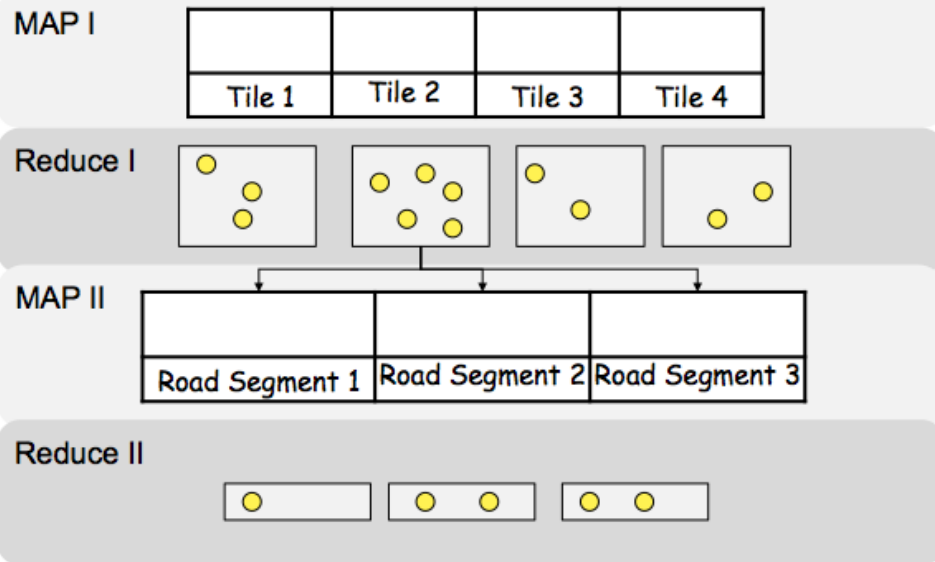 MAP I
Tile 1
Tile 2
Tile 3
Tile 4
Reduce I
MAP II
Road Segment 1
Road Segment 2
Road Segment 3
Reduce II